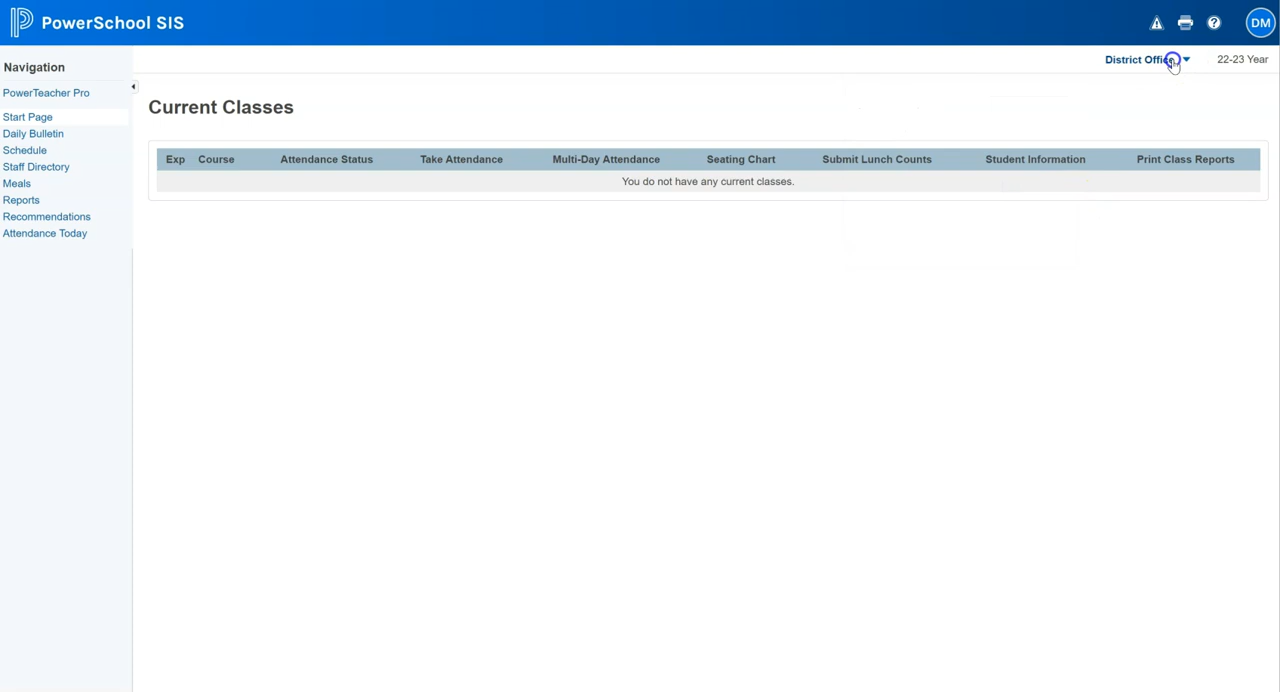 PowerSchool SIS
DM
District Office
22-23 Year
Navigation
PowerTeacher Pro
Start Page
Daily Bulletin
Schedule
Staff Directory
Meals
Reports
Recommendations
Attendance Today
Current Classes
Exp Course Attendance Status Take Attendance Multi-Day Attendance Seating Chart Submit Lunch Counts Student Information Print Class Reports
You do not have any current classes.